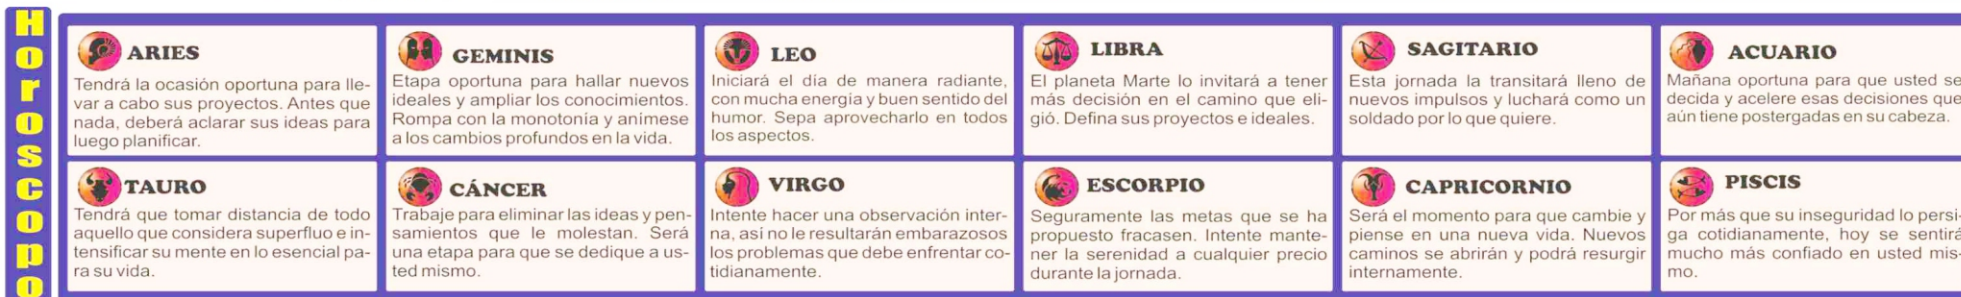 Horoscopo
ARIES
Tendrá la ocasión oportuna para lle-
var a cabo sus proyectos. Antes que
nada, deberá aclarar sus ideas para
luego planificar.
TAURO
Tendrá que tomar distancia de todo
aquello que considera superfluo e in-
tensificar su mente en lo esencial pa-
ra su vida.
GEMINIS
Etapa oportuna para hallar nuevos
ideales y ampliar los conocimientos.
Rompa con la monotonía y anímese
a los cambios profundos en la vida.
CÁNCER
Trabaje para eliminar las ideas y pen-
samientos que le molestan. Será
una etapa para que se dedique a us-
ted mismo.
LEO
Iniciará el día de manera radiante,
con mucha energía y buen sentido del
humor. Sepa aprovecharlo en todos
los aspectos.
VIRGO
Intente hacer una observación inter-
na, así no le resultarán embarazosos
los problemas que debe enfrentar co-
tidianamente.
LIBRA
El planeta Marte lo invitará a tener
más decisión en el camino que eli-
gió. Defina sus proyectos e ideales.
ESCORPIO
Seguramente las metas que se ha
propuesto fracasen. Intente mante-
ner la serenidad a cualquier precio
durante la jornada.
SAGITARIO
Esta jornada la transitará lleno de
nuevos impulsos y luchará como un
soldado por lo que quiere.
CAPRICORNIO
Será el momento para que cambie y
piense en una nueva vida. Nuevos
caminos se abrirán y podrá resurgir
internamente.
ACUARIO
Mañana oportuna para que usted se
decida y acelere esas decisiones que
aún tiene postergadas en su cabeza.
PISCIS
Por más que su inseguridad lo persi-
ga cotidianamente, hoy se sentirá
mucho más confiado en usted mis-
mo.